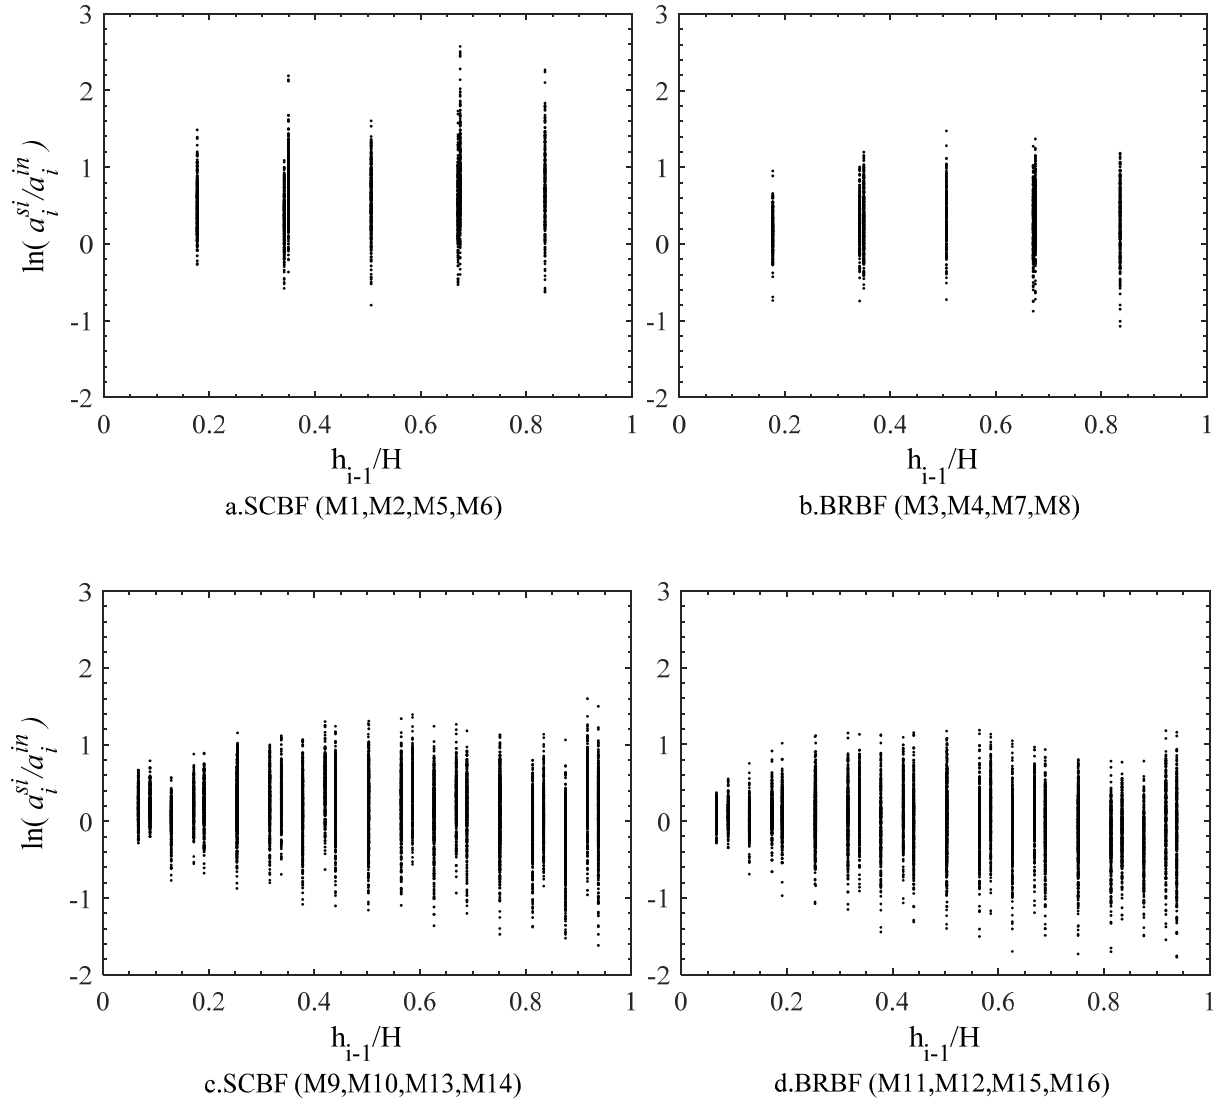 3
2
1
0
-1
-2
ln( a_i^{si}/a_i^{in} )
0 0.2 0.4 0.6 0.8 1
h_{i-1}/H
a.SCBF (M1,M2,M5,M6)
3
2
1
0
-1
-2
0 0.2 0.4 0.6 0.8 1
h_{i-1}/H
b.BRBF (M3,M4,M7,M8)
3
2
1
0
-1
-2
ln( a_i^{si}/a_i^{in} )
0 0.2 0.4 0.6 0.8 1
h_{i-1}/H
c.SCBF (M9,M10,M13,M14)
3
2
1
0
-1
-2
0 0.2 0.4 0.6 0.8 1
h_{i-1}/H
d.BRBF (M11,M12,M15,M16)